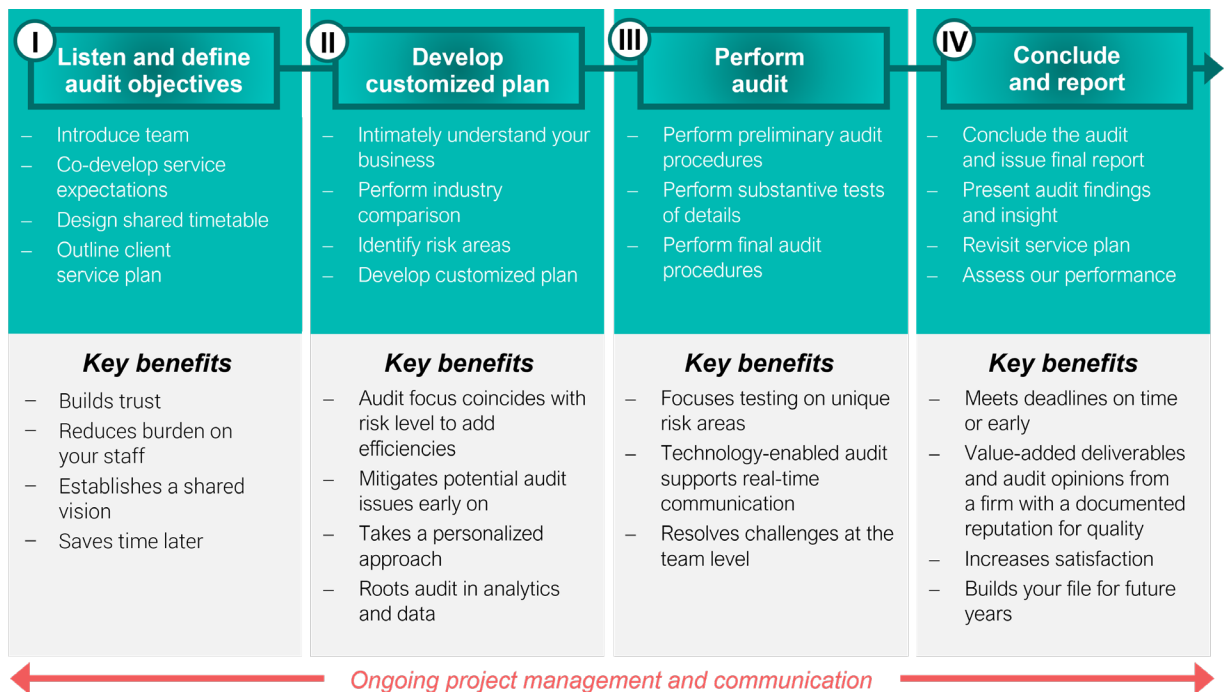 I
Listen and define
audit objectives
– Introduce team
– Co-develop service
expectations
– Design shared timetable
– Outline client
service plan
Key benefits
– Builds trust
– Reduces burden on
your staff
– Establishes a shared
vision
– Saves time later
II
Develop
customized plan
– Intimately understand your
business
– Perform industry
comparison
– Identify risk areas
– Develop customized plan
Key benefits
– Audit focus coincides with
risk level to add
efficiencies
– Mitigates potential audit
issues early on
– Takes a personalized
approach
– Roots audit in analytics
and data
III
Perform
audit
– Perform preliminary audit
procedures
– Perform substantive tests
of details
– Perform final audit
procedures
Key benefits
– Focuses testing on unique
risk areas
– Technology-enabled audit
supports real-time
communication
– Resolves challenges at the
team level
IV
Conclude
and report
– Conclude the audit
and issue final report
– Present audit findings
and insight
– Revisit service plan
– Assess our performance
Key benefits
– Meets deadlines on time
or early
– Value-added deliverables
and audit opinions from
a firm with a documented
reputation for quality
– Increases satisfaction
– Builds your file for future
years
Ongoing project management and communication